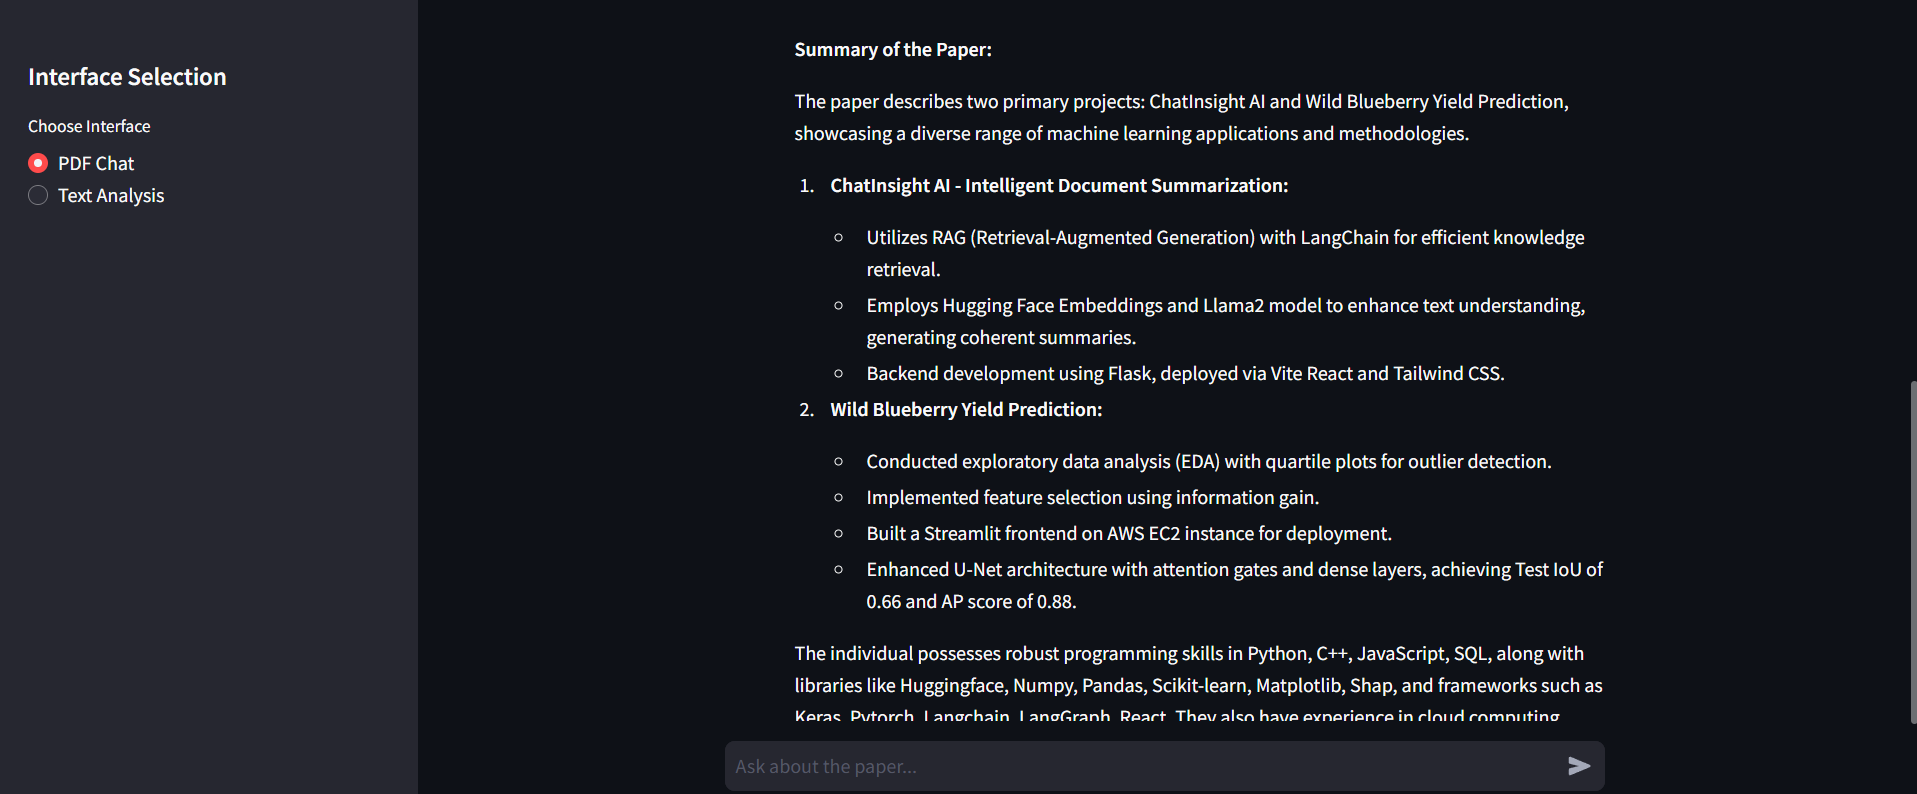 Interface Selection
Choose Interface
PDF Chat
Text Analysis
Summary of the Paper:
The paper describes two primary projects: ChatInsight AI and Wild Blueberry Yield Prediction,
showcasing a diverse range of machine learning applications and methodologies.
1. ChatInsight AI - Intelligent Document Summarization:
Utilizes RAG (Retrieval-Augmented Generation) with LangChain for efficient knowledge
retrieval.
Employs Hugging Face Embeddings and Llama2 model to enhance text understanding,
generating coherent summaries.
Backend development using Flask, deployed via Vite React and Tailwind CSS.
2. Wild Blueberry Yield Prediction:
Conducted exploratory data analysis (EDA) with quartile plots for outlier detection.
Implemented feature selection using information gain.
Built a Streamlit frontend on AWS EC2 instance for deployment.
Enhanced U-Net architecture with attention gates and dense layers, achieving Test IoU of
0.66 and AP score of 0.88.
The individual possesses robust programming skills in Python, C++, JavaScript, SQL, along with
libraries like Huggingface, Numpy, Pandas, Scikit-learn, Matplotlib, Shap, and frameworks such as
Keras, Pytorch, Langchain, LangGraph, React. They also have experience in cloud computing
Ask about the paper...